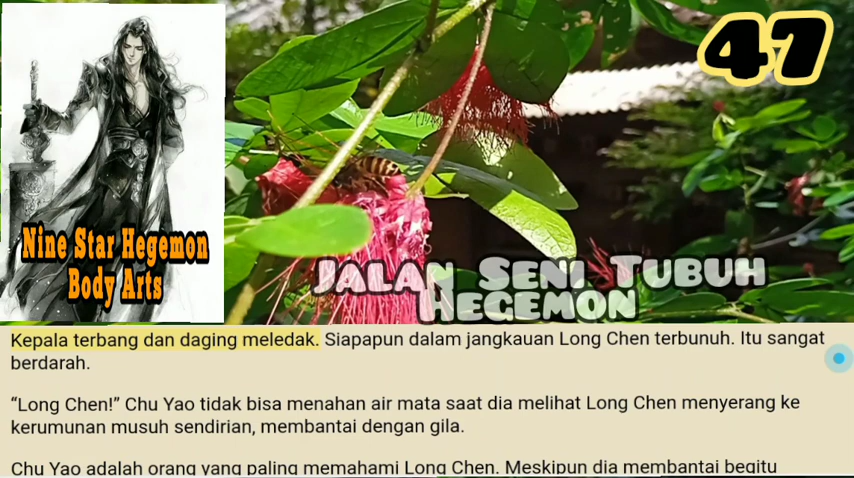 47
Nine Star Hegemon
Body Arts
Jalan Seni Tubuh
Hegemon
Kepala terbang dan daging meledak. Siapapun dalam jangkauan Long Chen terbunuh. Itu sangat
berdarah.
“Long Chen!” Chu Yao tidak bisa menahan air mata saat dia melihat Long Chen menyerang ke
kerumunan musuh sendirian, membantai dengan gila.
Chu Yao adalah orang yang paling memahami Long Chen. Meskipun dia membantai begitu